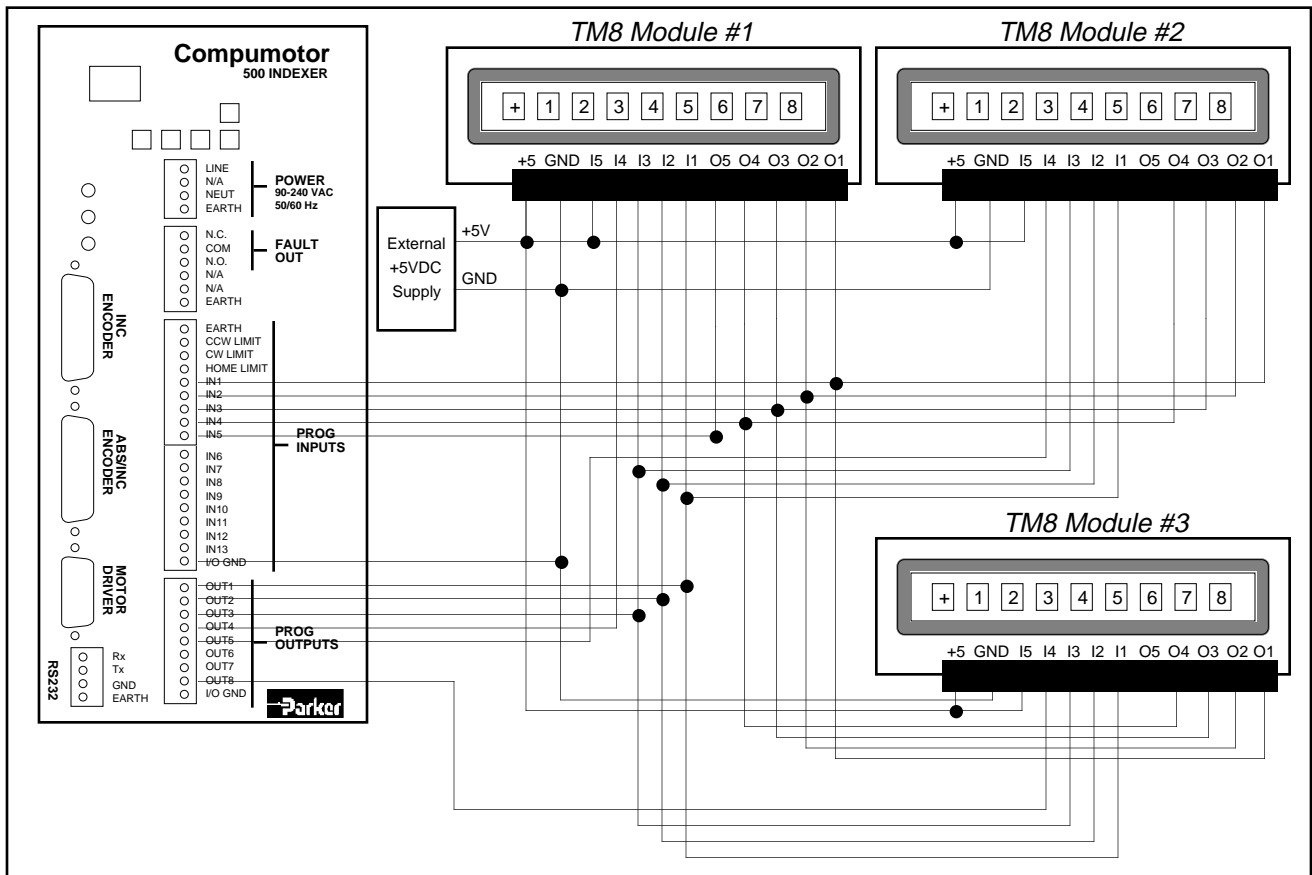 TM8 Module #1
TM8 Module #2
Compumotor
500 INDEXER
+ 1 2 3 4 5 6 7 8
+ 1 2 3 4 5 6 7 8
+5 GND I5 I4 I3 I2 I1 O5 O4 O3 O2 O1
+5 GND I5 I4 I3 I2 I1 O5 O4 O3 O2 O1
LINE
N/A
NEUT
EARTH
POWER
90-240 VAC
50/60 Hz
N.C.
COM
N.O.
N/A
N/A
EARTH
FAULT
OUT
External
+5VDC
Supply
+5V
GND
INC
ENCODER
EARTH
CCW LIMIT
CW LIMIT
HOME LIMIT
IN1
IN2
IN3
IN4
IN5
PROG
INPUTS
ABS/INC
ENCODER
IN6
IN7
IN8
IN9
IN10
IN11
IN12
IN13
I/O GND
TM8 Module #3
MOTOR
DRIVER
OUT1
OUT2
OUT3
OUT4
OUT5
OUT6
OUT7
OUT8
I/O GND
PROG
OUTPUTS
+ 1 2 3 4 5 6 7 8
+5 GND I5 I4 I3 I2 I1 O5 O4 O3 O2 O1
RS232
Rx
Tx
GND
EARTH
Parker